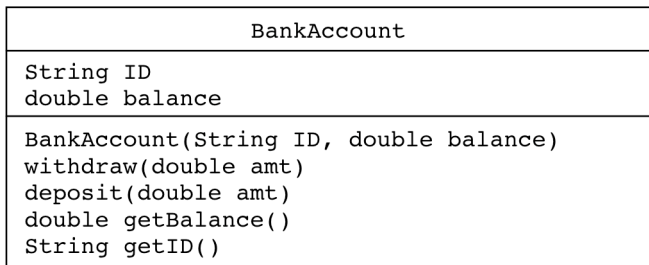 BankAccount
String ID
double balance
BankAccount(String ID, double balance)
withdraw(double amt)
deposit(double amt)
double getBalance()
String getID()